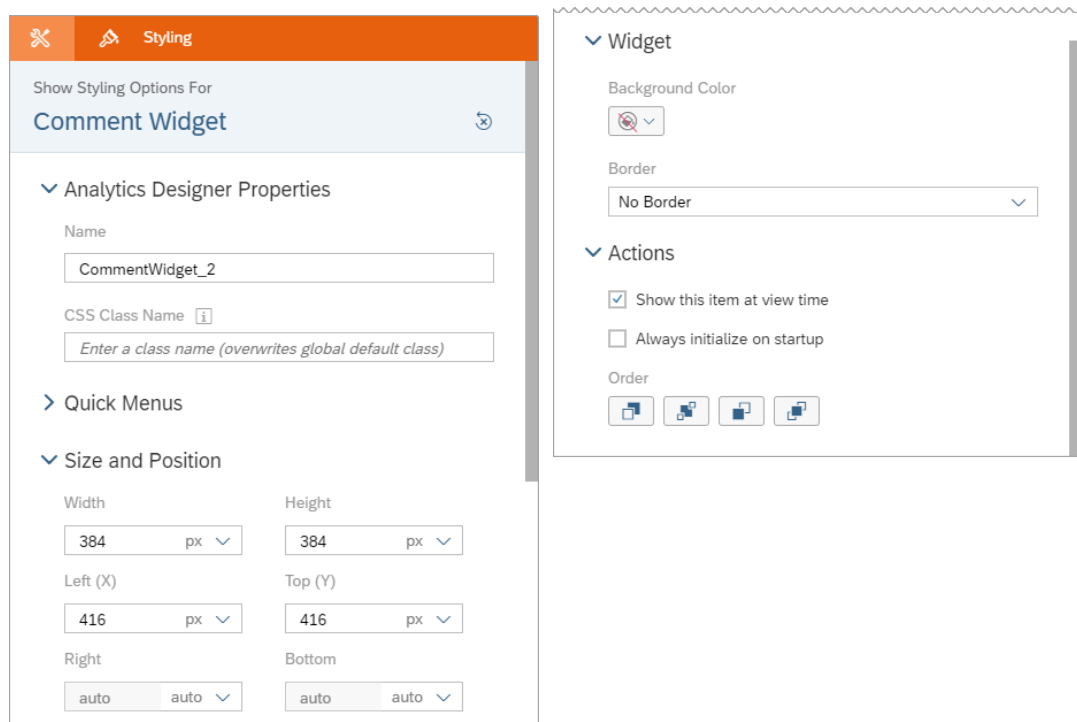 Styling
Show Styling Options For
Comment Widget
Analytics Designer Properties
Name
CommentWidget_2
CSS Class Name i
Enter a class name (overwrites global default class)
Quick Menus
Size and Position
Width Height
384 px 384 px
Left (X) Top (Y)
416 px 416 px
Right Bottom
auto auto auto auto
Widget
Background Color
Border
No Border
Actions
Show this item at view time
Always initialize on startup
Order